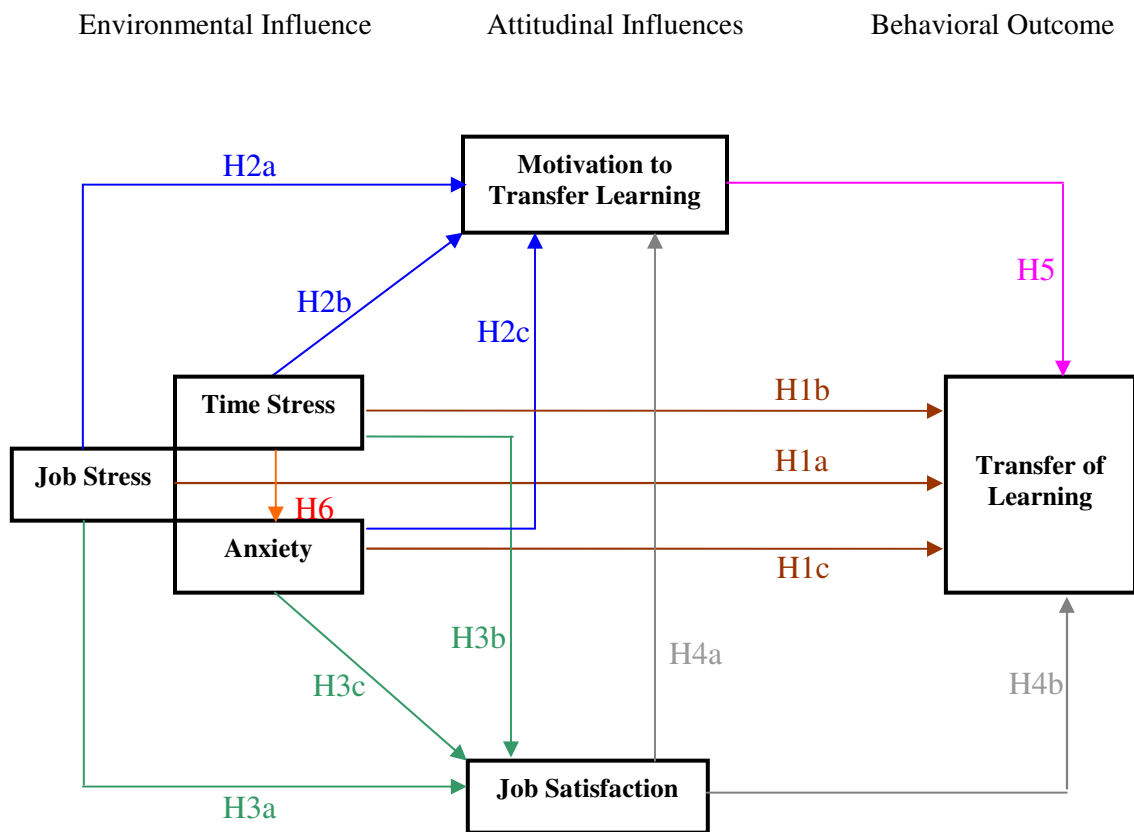 Environmental Influence
Attitudinal Influences
Behavioral Outcome
Motivation to
Transfer Learning
H2a
H5
H2b
H2c
Time Stress
H1b
Job Stress
H1a
Transfer of
Learning
H6
Anxiety
H1c
H3b
H4a
H3c
H4b
Job Satisfaction
H3a